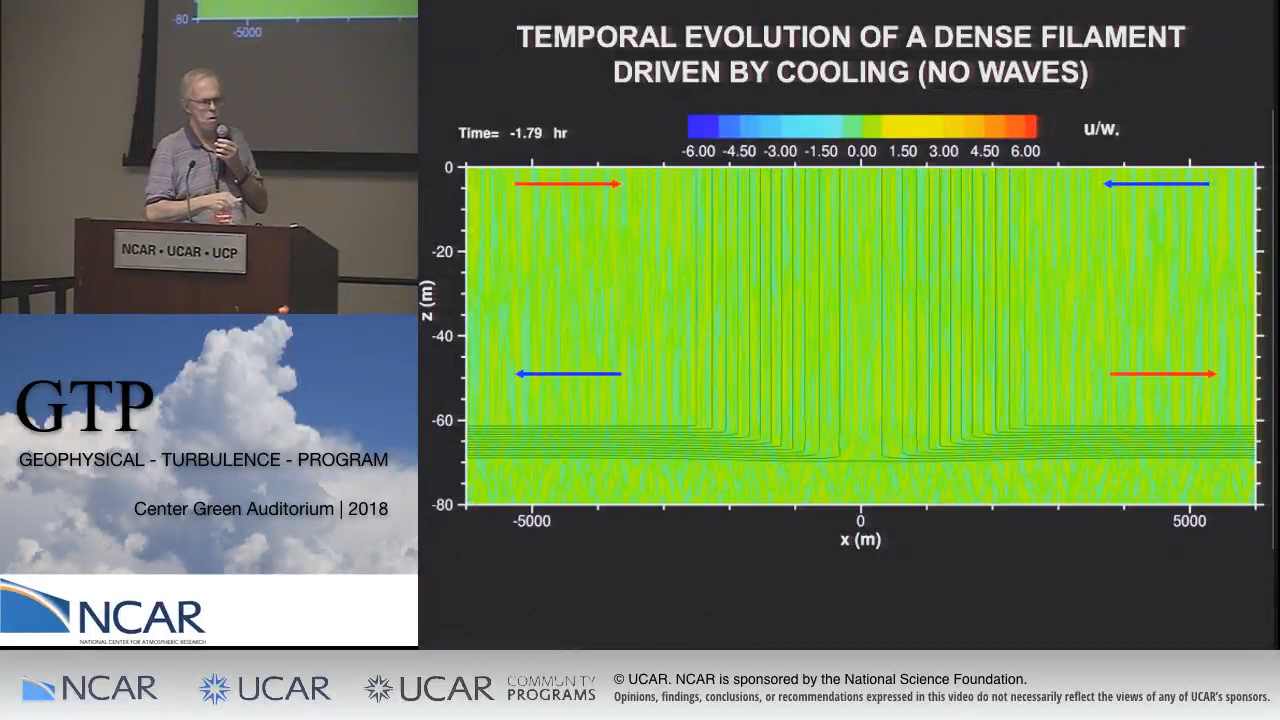 -80
-5000
NCAR • UCAR • UCP
GTP
GEOPHYSICAL - TURBULENCE - PROGRAM
Center Green Auditorium | 2018
NCAR
NATIONAL CENTER FOR ATMOSPHERIC RESEARCH
TEMPORAL EVOLUTION OF A DENSE FILAMENT
DRIVEN BY COOLING (NO WAVES)
Time= -1.79 hr
u/w*
-6.00 -4.50 -3.00 -1.50 0.00 1.50 3.00 4.50 6.00
0
-20
-40
-60
-80
z (m)
-5000 0 5000
x (m)
NCAR UCAR UCAR COMMUNITY PROGRAMS
© UCAR. NCAR is sponsored by the National Science Foundation.
Opinions, findings, conclusions, or recommendations expressed in this video do not necessarily reflect the views of any of UCAR's sponsors.